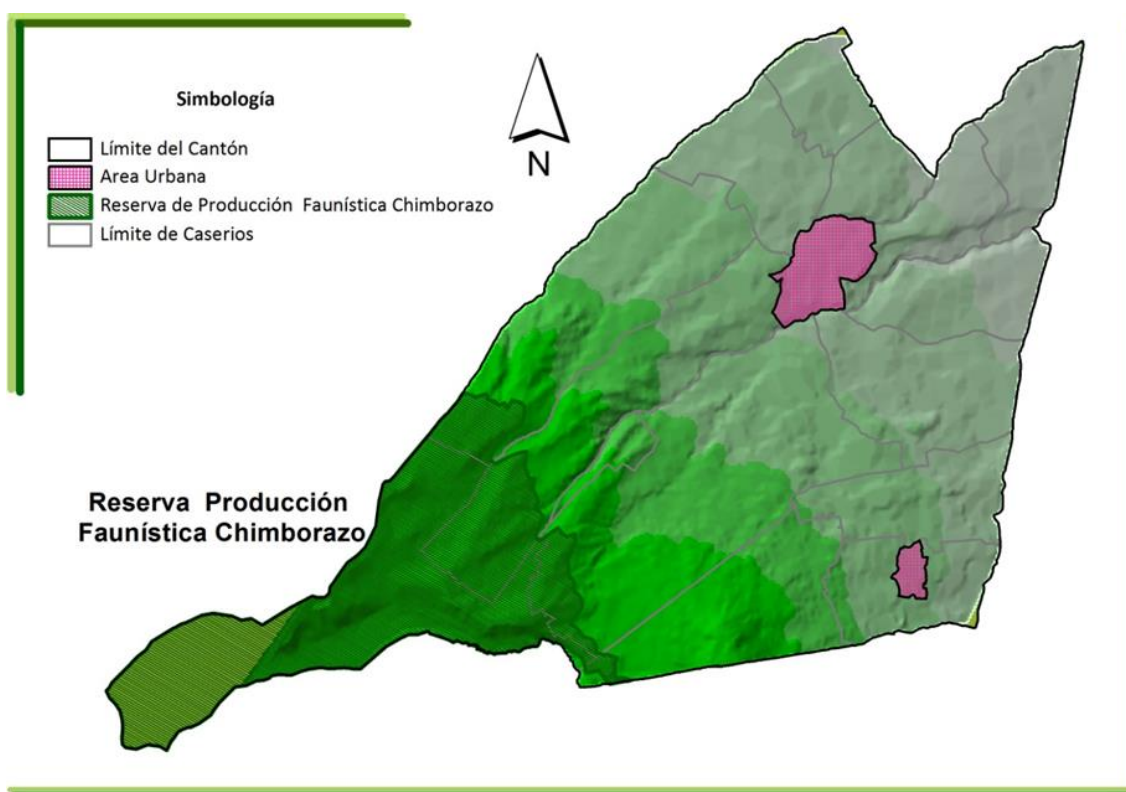 Simbología
Límite del Cantón
Area Urbana
Reserva de Producción Faunística Chimborazo
Límite de Caserios
N
Reserva Producción
Faunística Chimborazo